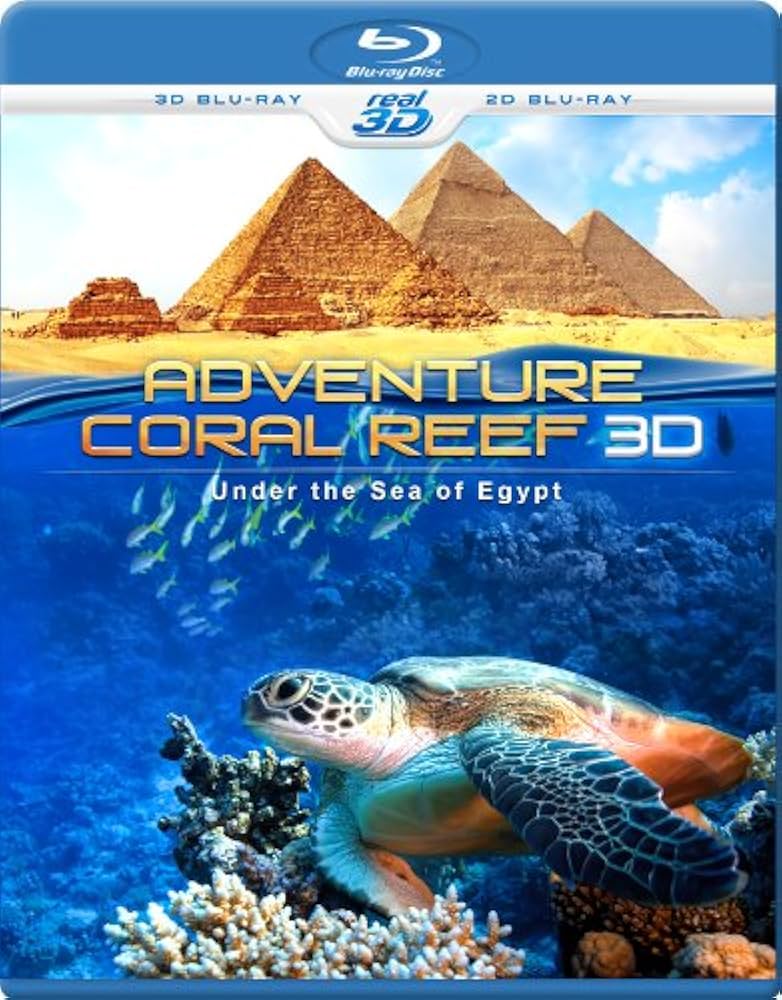 Blu-ray Disc
3D BLU-RAY real 3D 2D BLU-RAY
ADVENTURE
CORAL REEF 3D
Under the Sea of Egypt